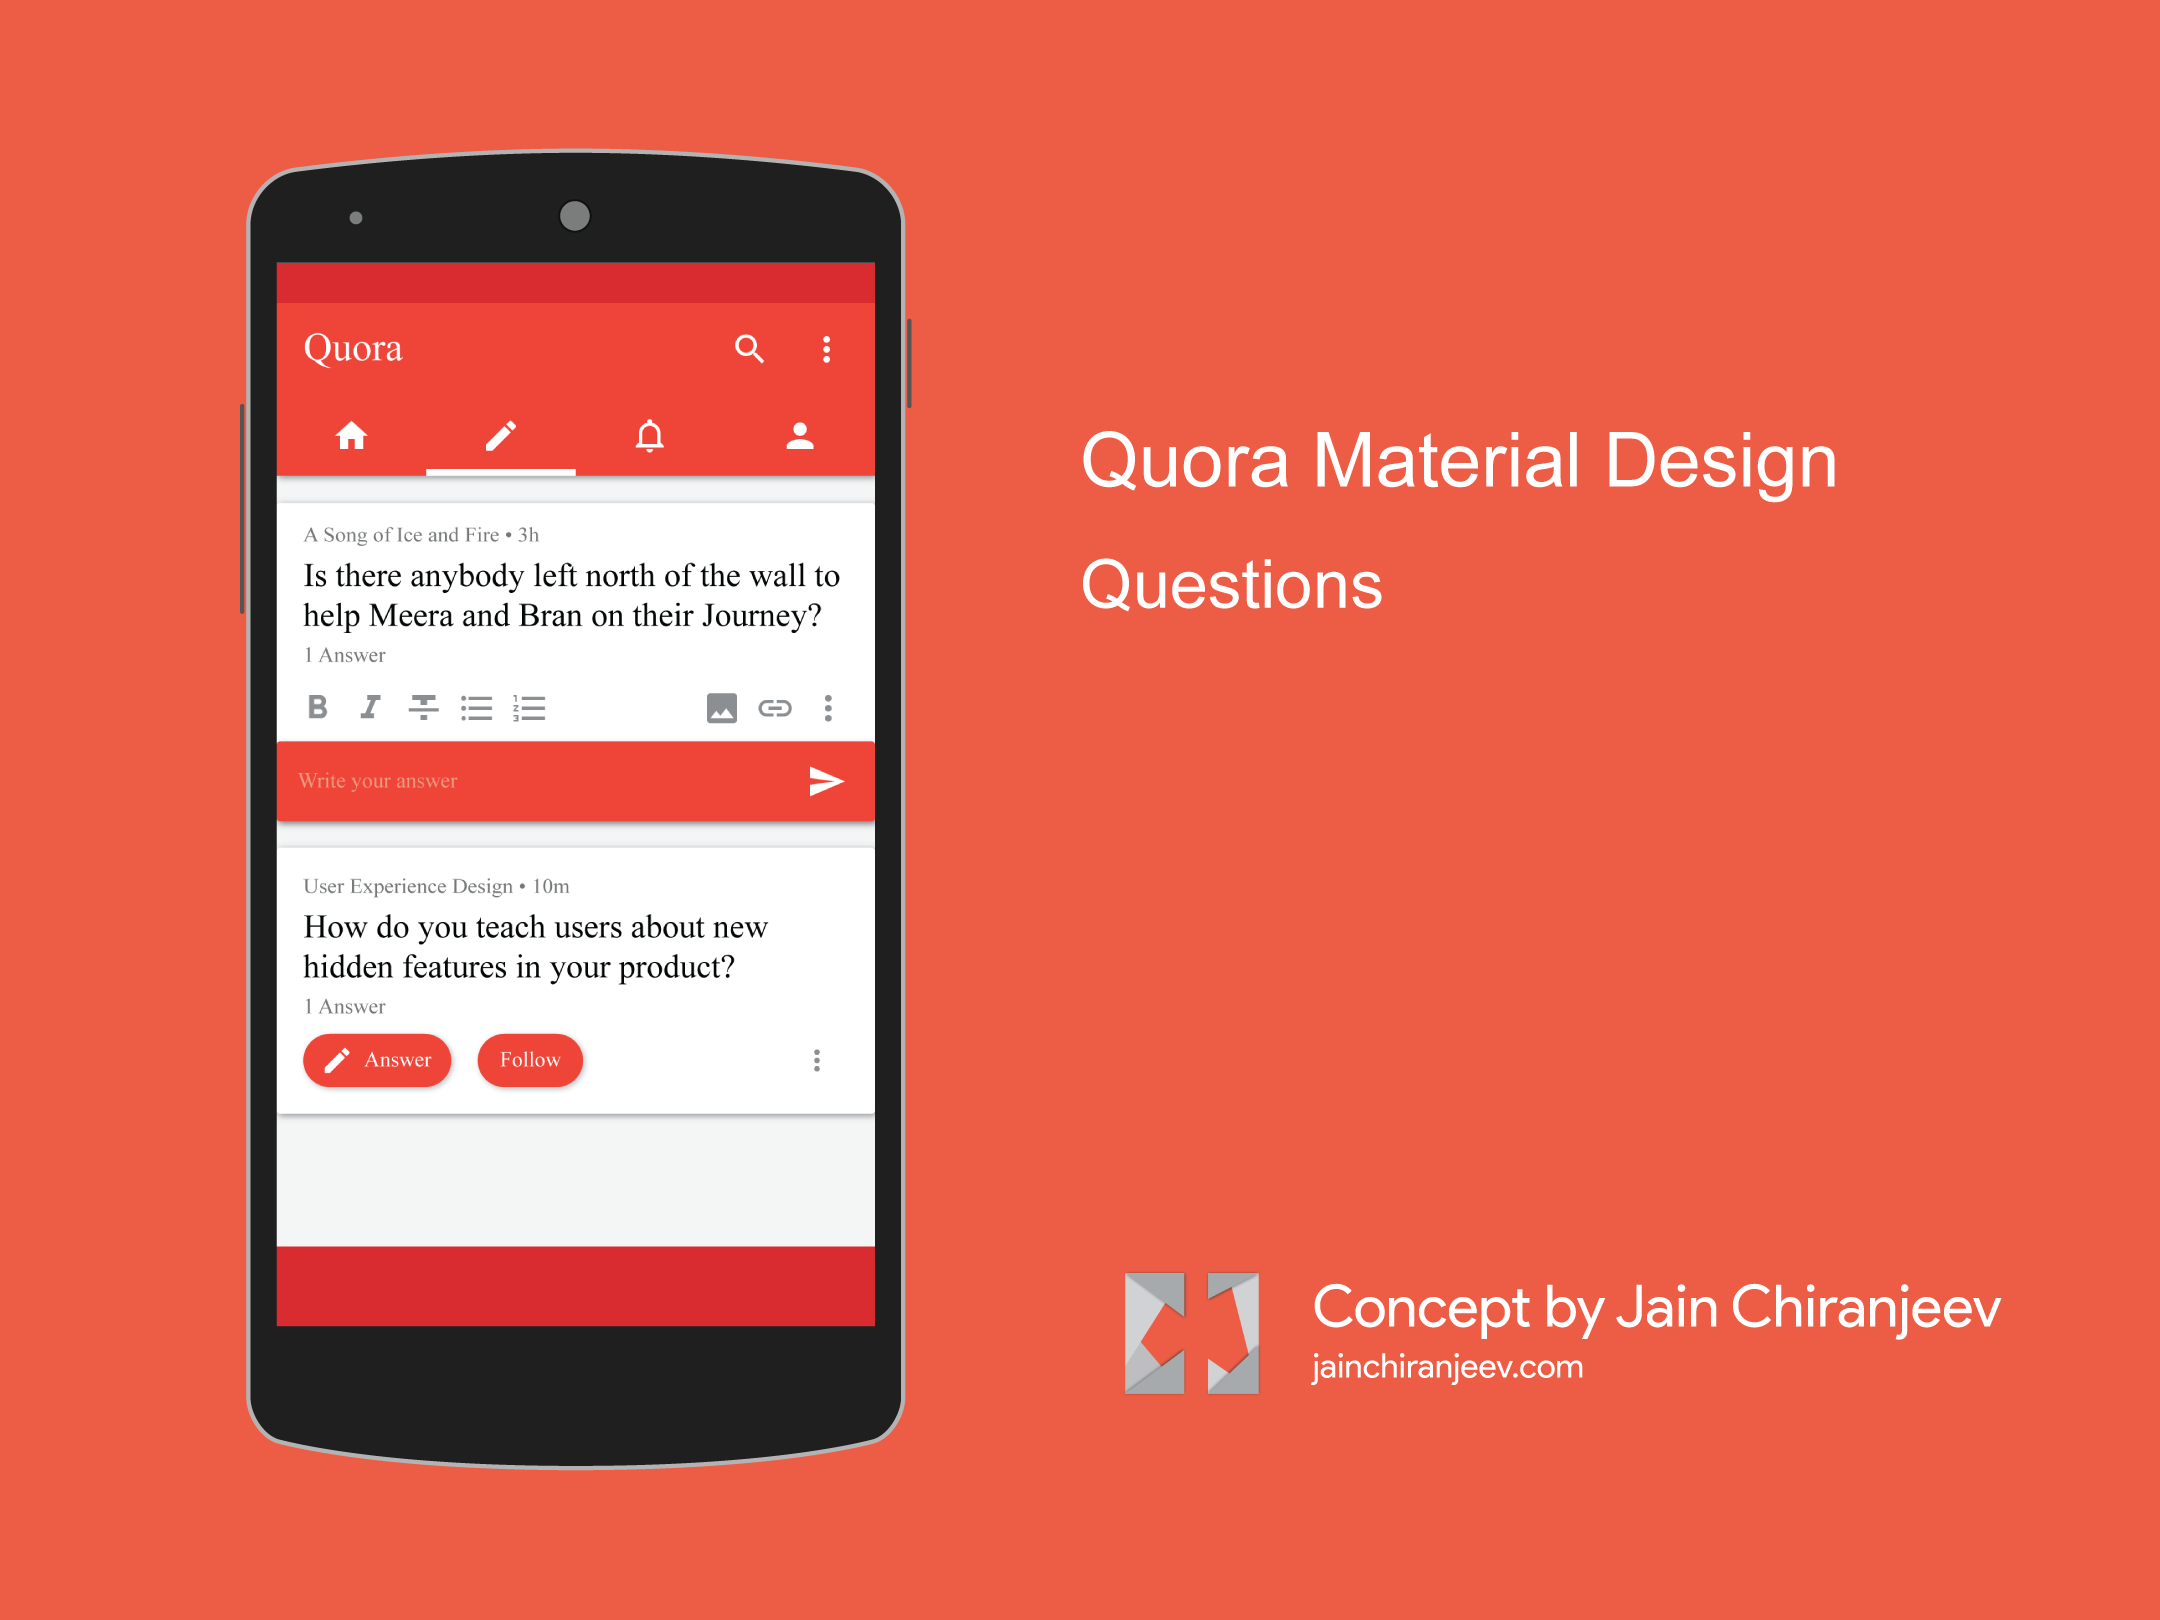 Quora
A Song of Ice and Fire • 3h
Is there anybody left north of the wall to
help Meera and Bran on their Journey?
1 Answer
B I T
1
2
3
Write your answer
User Experience Design • 10m
How do you teach users about new
hidden features in your product?
1 Answer
Answer Follow
Quora Material Design
Questions
Concept by Jain Chiranjeev
jainchiranjeev.com